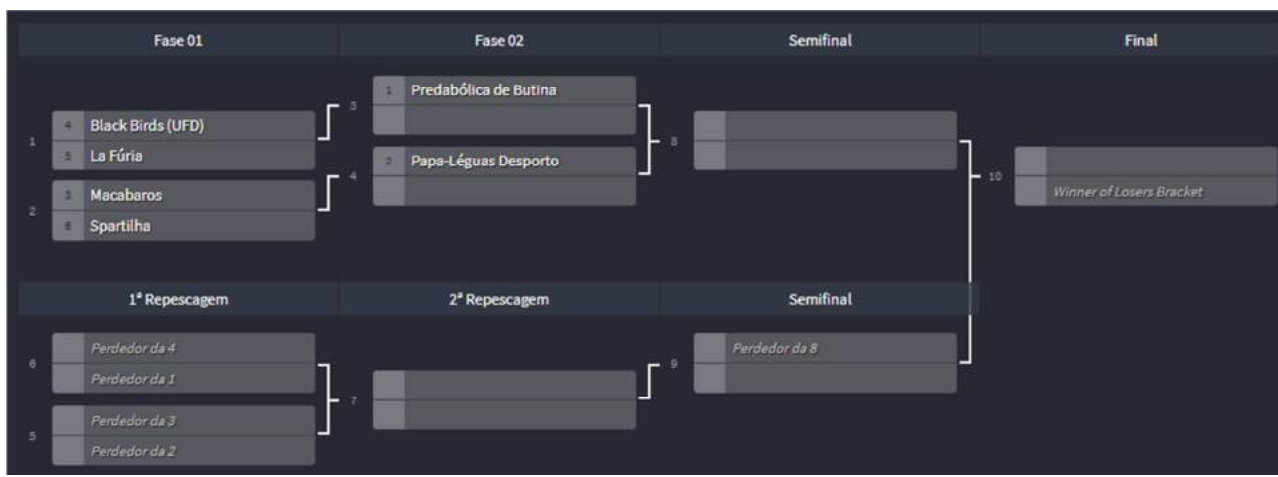 Fase 01 Fase 02 Semifinal Final
1 Predabólica de Butina
3
4 Black Birds (UFD)
1
5 La Fúria
8
2 Papa-Léguas Desporto
4
3 Macabaros
2
6 Spartilha
10
Winner of Losers Bracket
1ª Repescagem 2ª Repescagem Semifinal
Perdedor da 4
6
Perdedor da 1
Perdedor da 8
9
7
Perdedor da 3
5
Perdedor da 2